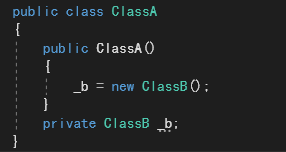 public class ClassA
{
    public ClassA()
    {
        _b = new ClassB();
    }
    private ClassB _b;
}